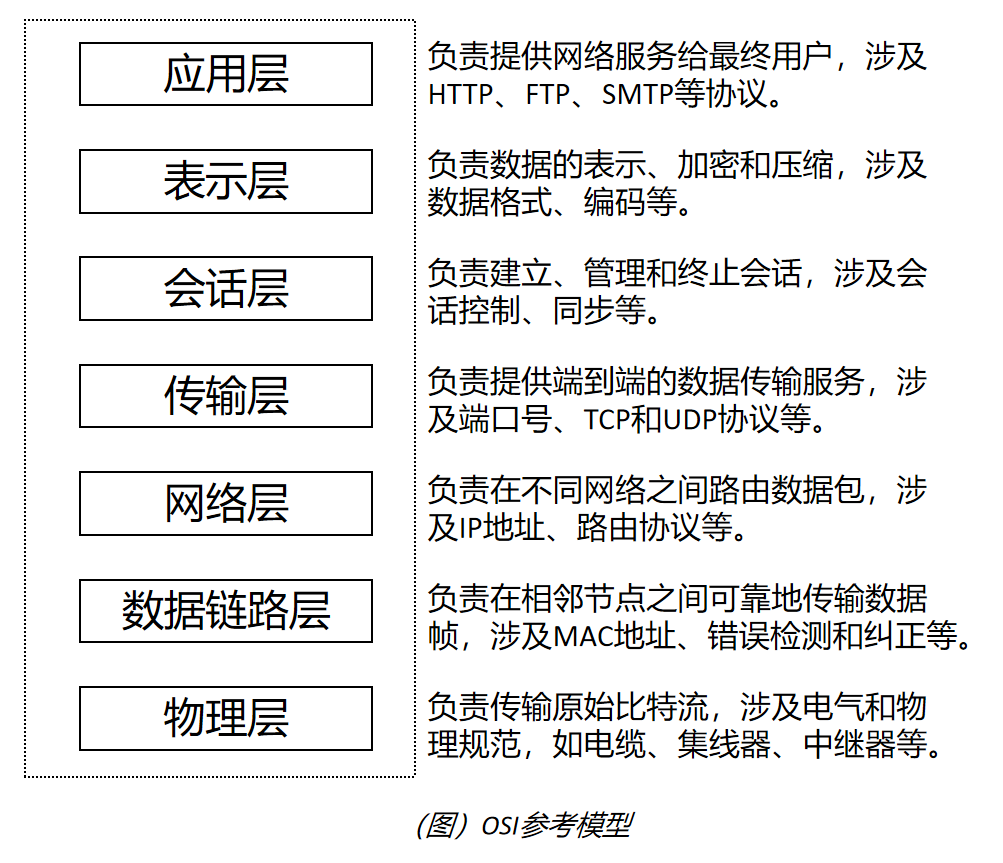 应用层
负责提供网络服务给最终用户，涉及
HTTP、FTP、SMTP等协议。
表示层
负责数据的表示、加密和压缩，涉及
数据格式、编码等。
会话层
负责建立、管理和终止会话，涉及会
话控制、同步等。
传输层
负责提供端到端的数据传输服务，涉
及端口号、TCP和UDP协议等。
网络层
负责在不同网络之间路由数据包，涉
及IP地址、路由协议等。
数据链路层
负责在相邻节点之间可靠地传输数据
帧，涉及MAC地址、错误检测和纠正等。
物理层
负责传输原始比特流，涉及电气和物
理规范，如电缆、集线器、中继器等。
（图）OSI参考模型